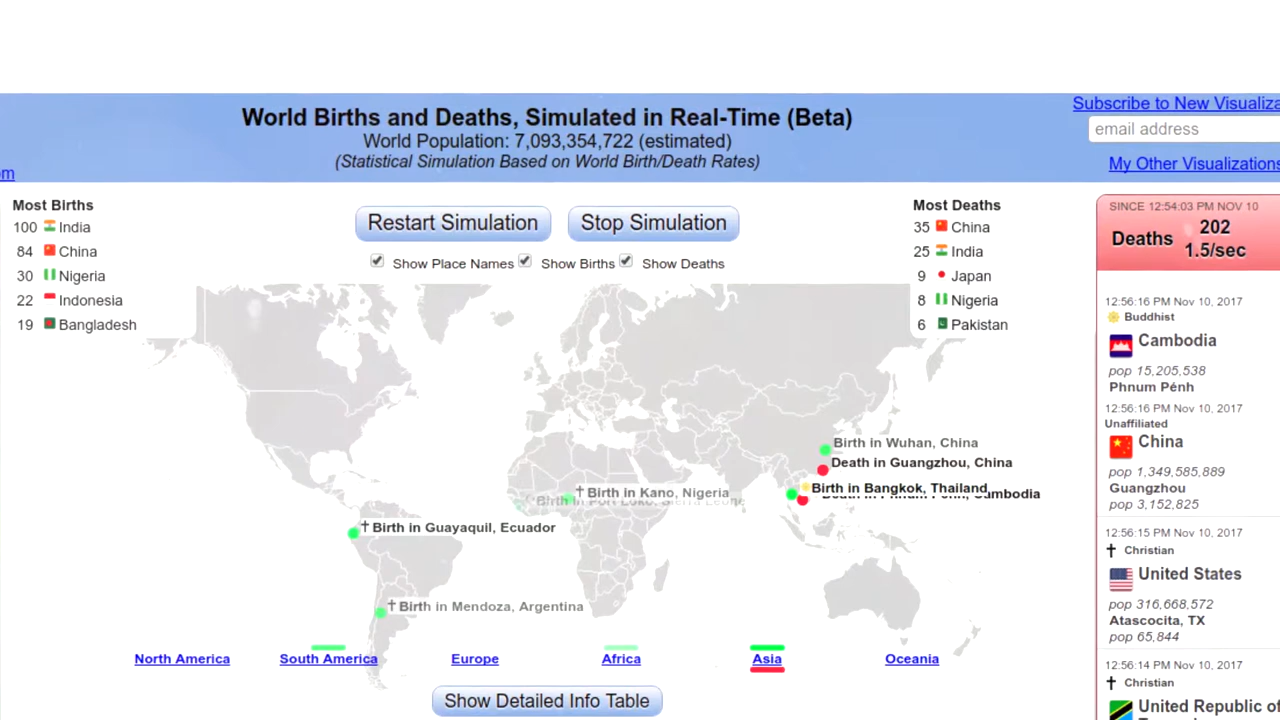 World Births and Deaths, Simulated in Real-Time (Beta)
World Population: 7,093,354,722 (estimated)
(Statistical Simulation Based on World Birth/Death Rates)
om
Subscribe to New Visualiza
email address
My Other Visualizations
Most Births
100 India
84 China
30 Nigeria
22 Indonesia
19 Bangladesh
Restart Simulation
Stop Simulation
Show Place Names
Show Births
Show Deaths
Most Deaths
35 China
25 India
9 Japan
8 Nigeria
6 Pakistan
Birth in Wuhan, China
Death in Guangzhou, China
Birth in Bangkok, Thailand
Cambodia
Birth in Kano, Nigeria
Birth in Port Loko, Sierra Leone
Birth in Guayaquil, Ecuador
Birth in Mendoza, Argentina
North America
South America
Europe
Africa
Asia
Oceania
Show Detailed Info Table
SINCE 12:54:03 PM NOV 10
Deaths
202
1.5/sec
12:56:16 PM Nov 10, 2017
Buddhist
Cambodia
pop 15,205,538
Phnum Pénh
12:56:16 PM Nov 10, 2017
Unaffiliated
China
pop 1,349,585,889
Guangzhou
pop 3,152,825
12:56:15 PM Nov 10, 2017
Christian
United States
pop 316,668,572
Atascocita, TX
pop 65,844
12:56:14 PM Nov 10, 2017
Christian
United Republic of